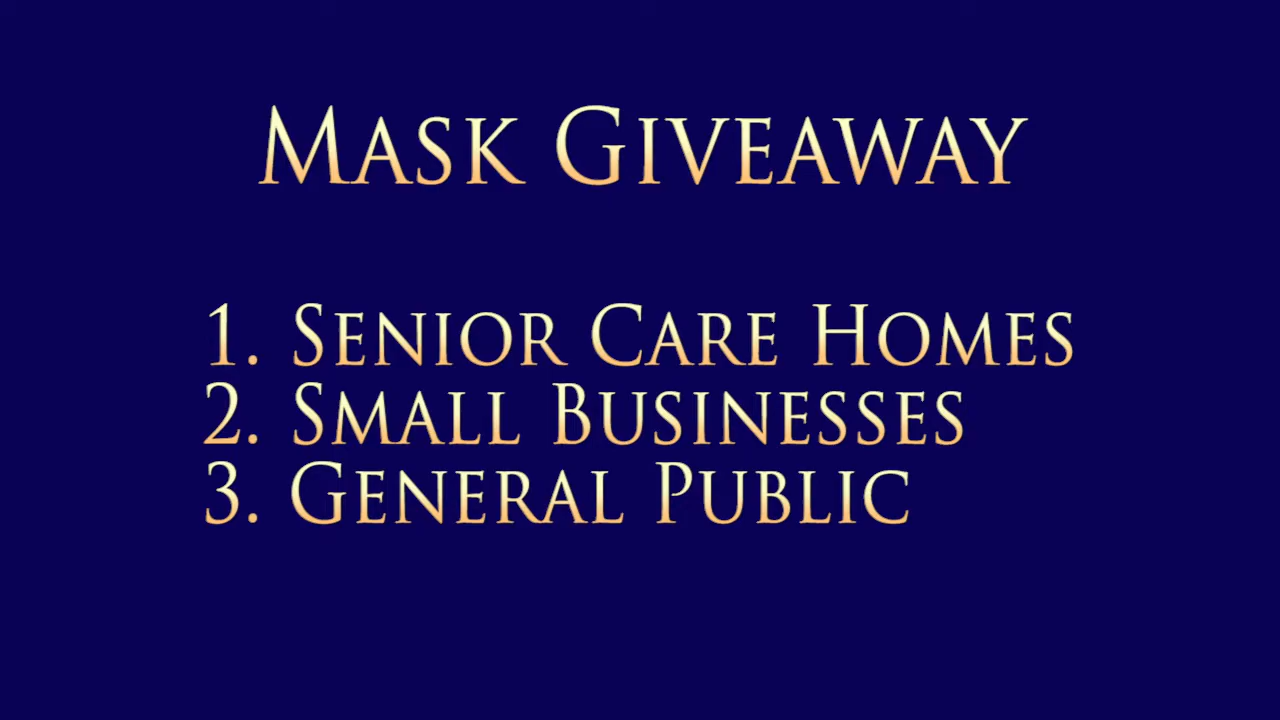 Mask Giveaway
1. Senior Care Homes
2. Small Businesses
3. General Public